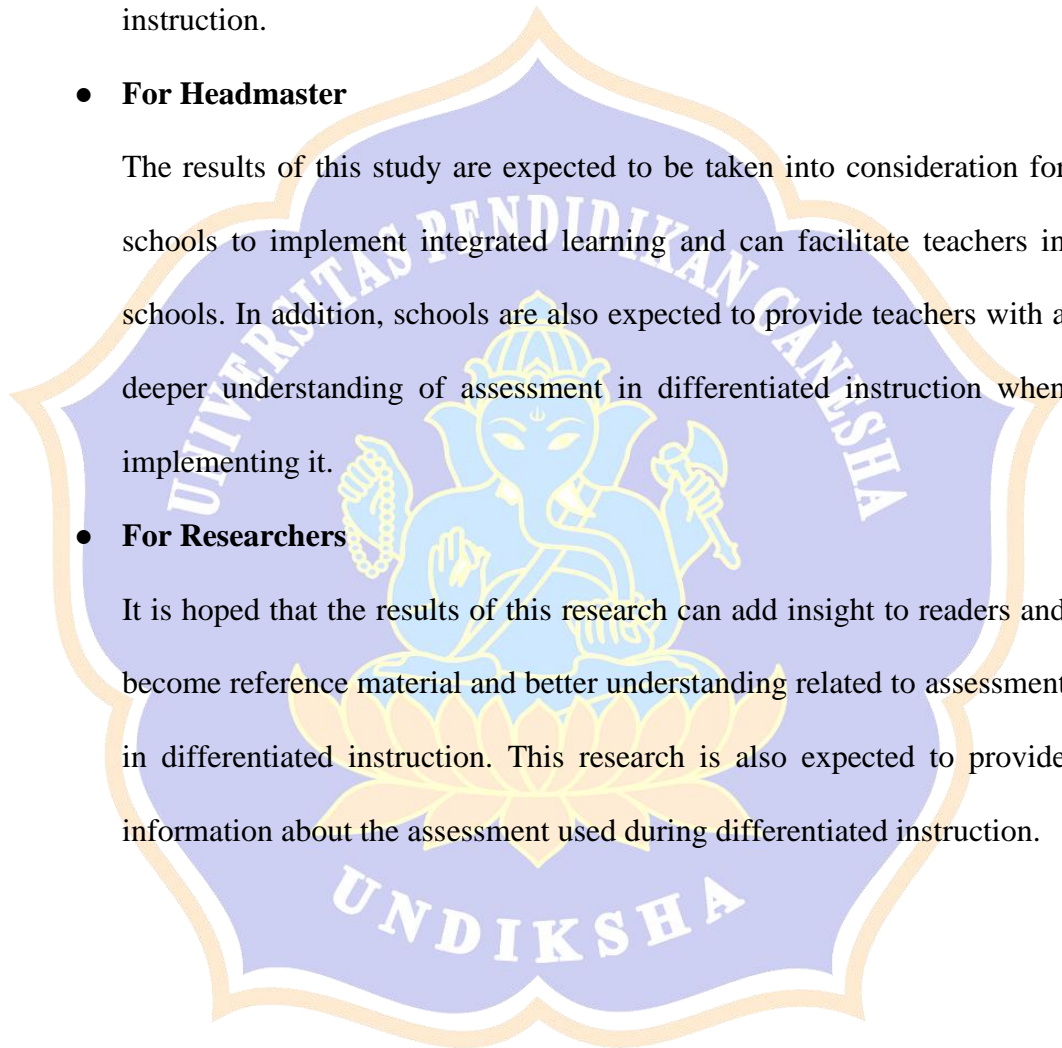 instruction.
● For Headmaster
The results of this study are expected to be taken into consideration for
schools to implement integrated learning and can facilitate teachers in
schools. In addition, schools are also expected to provide teachers with a
deeper understanding of assessment in differentiated instruction when
implementing it.
● For Researchers
It is hoped that the results of this research can add insight to readers and
become reference material and better understanding related to assessment
in differentiated instruction. This research is also expected to provide
information about the assessment used during differentiated instruction.
UNIVERSITAS PENDIDIKAN GANESHA
UNDIKSHA